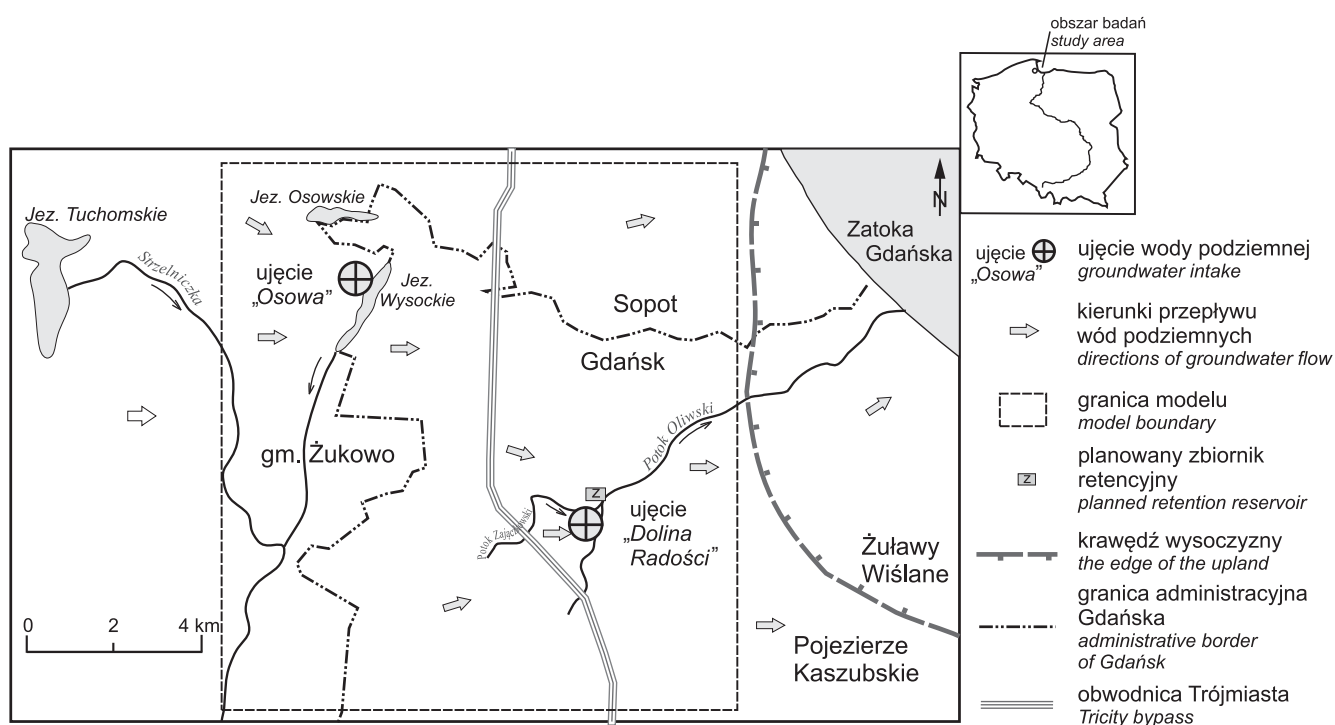 obszar badań
study area
Jez. Tuchomskie
Jez. Osowskie
N
Zatoka
Gdańska
Strzelniczka
ujęcie
„Osowa”
Jez.
Wysockie
Sopot
Gdańsk
Potok Oliwski
gm. Żukowo
z
ujęcie
„Dolina
Radości”
Żuławy
Wiślane
0 2 4 km
Pojezierze
Kaszubskie
ujęcie
„Osowa”
ujęcie wody podziemnej
groundwater intake
kierunki przepływu
wód podziemnych
directions of groundwater flow
granica modelu
model boundary
z
planowany zbiornik
retencyjny
planned retention reservoir
krawędź wysoczyzny
the edge of the upland
granica administracyjna
Gdańska
administrative border
of Gdańsk
obwodnica Trójmiasta
Tricity bypass